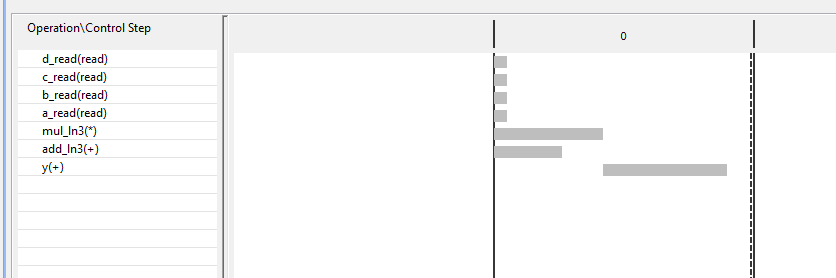 Operation\Control Step
0
d_read(read)
c_read(read)
b_read(read)
a_read(read)
mul_ln3(*)
add_ln3(+)
y(+)